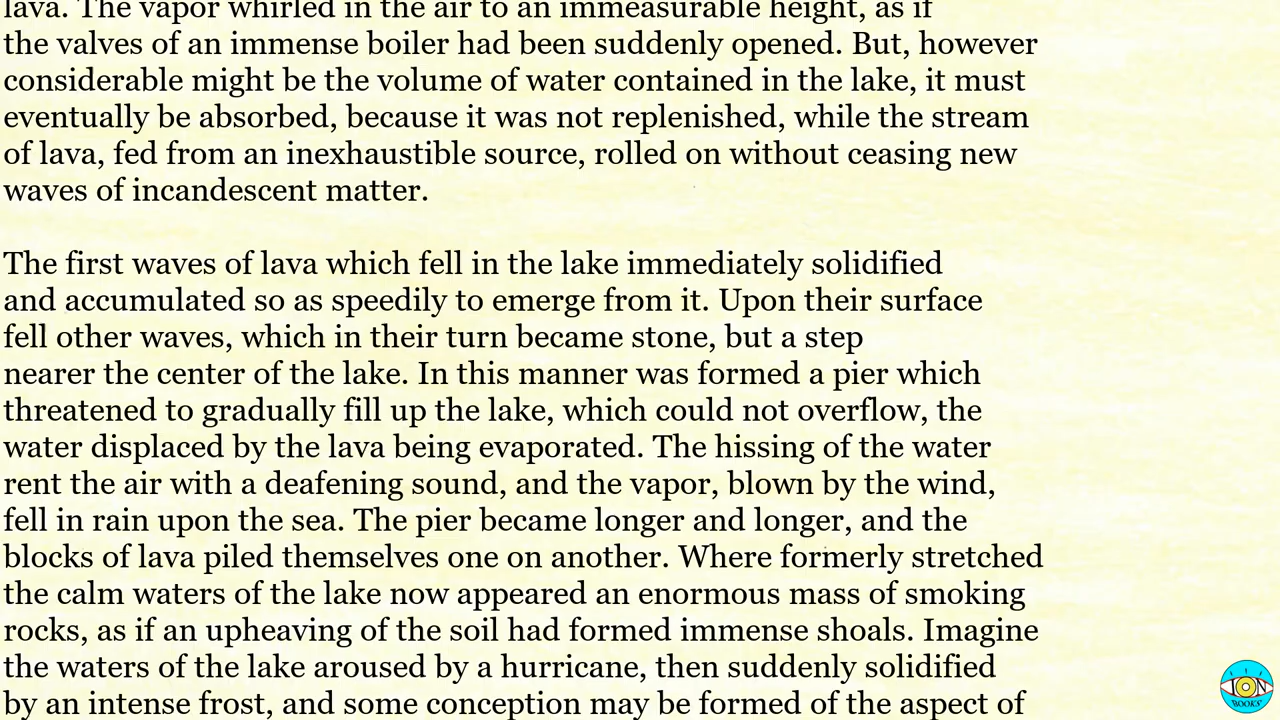 lava. The vapor whirled in the air to an immeasurable height, as if
the valves of an immense boiler had been suddenly opened. But, however
considerable might be the volume of water contained in the lake, it must
eventually be absorbed, because it was not replenished, while the stream
of lava, fed from an inexhaustible source, rolled on without ceasing new
waves of incandescent matter.
The first waves of lava which fell in the lake immediately solidified
and accumulated so as speedily to emerge from it. Upon their surface
fell other waves, which in their turn became stone, but a step
nearer the center of the lake. In this manner was formed a pier which
threatened to gradually fill up the lake, which could not overflow, the
water displaced by the lava being evaporated. The hissing of the water
rent the air with a deafening sound, and the vapor, blown by the wind,
fell in rain upon the sea. The pier became longer and longer, and the
blocks of lava piled themselves one on another. Where formerly stretched
the calm waters of the lake now appeared an enormous mass of smoking
rocks, as if an upheaving of the soil had formed immense shoals. Imagine
the waters of the lake aroused by a hurricane, then suddenly solidified
by an intense frost, and some conception may be formed of the aspect of
ION
BOOKS